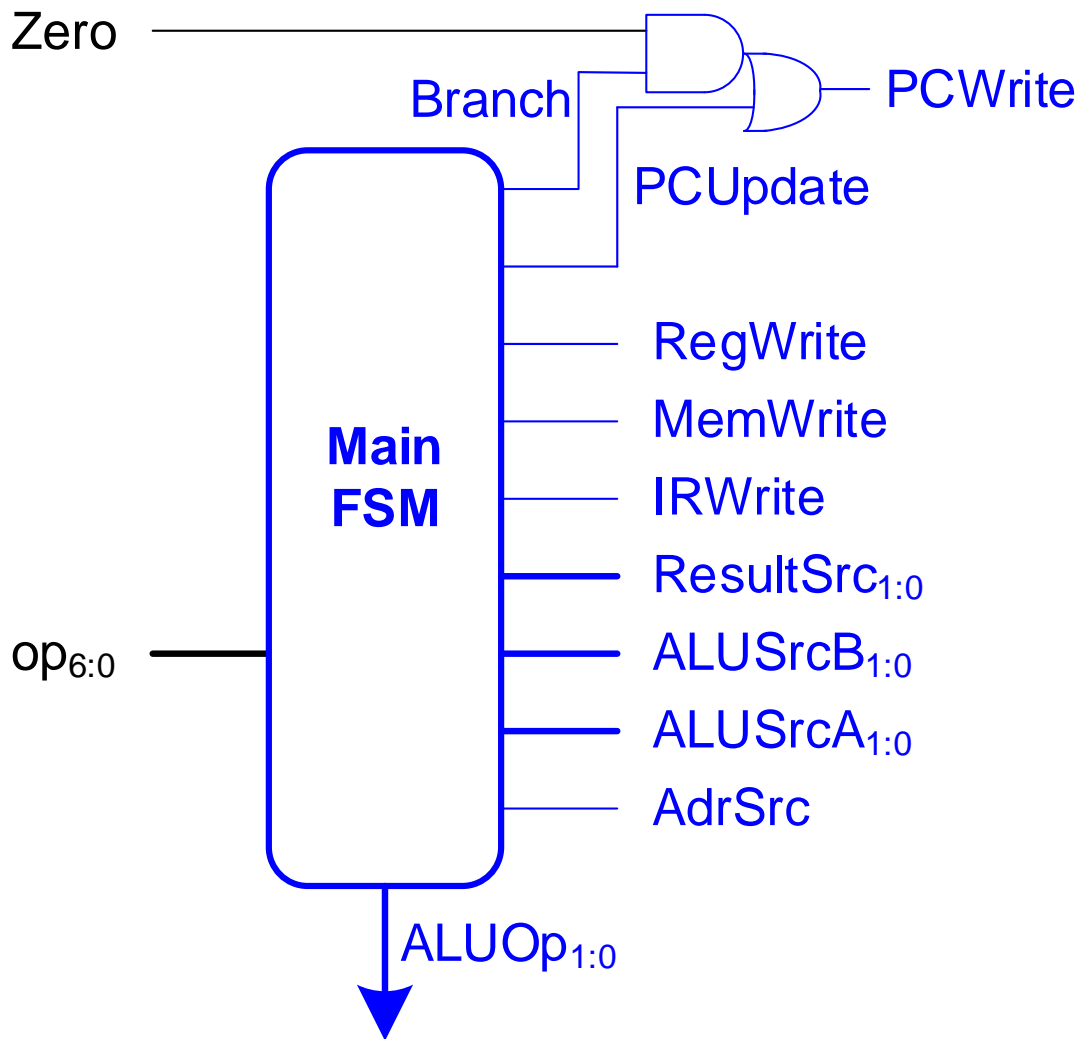 Zero
Branch
PCWrite
PCUpdate
RegWrite
MemWrite
Main
FSM
IRWrite
ResultSrc1:0
op6:0
ALUSrcB1:0
ALUSrcA1:0
AdrSrc
ALUOp1:0